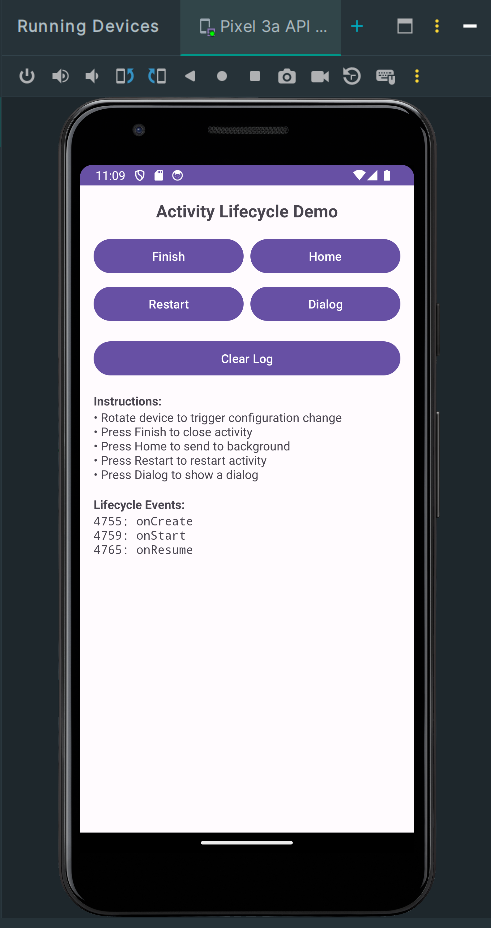 Running Devices
Pixel 3a API ...
11:09
Activity Lifecycle Demo
Finish
Home
Restart
Dialog
Clear Log
Instructions:
• Rotate device to trigger configuration change
• Press Finish to close activity
• Press Home to send to background
• Press Restart to restart activity
• Press Dialog to show a dialog
Lifecycle Events:
4755: onCreate
4759: onStart
4765: onResume